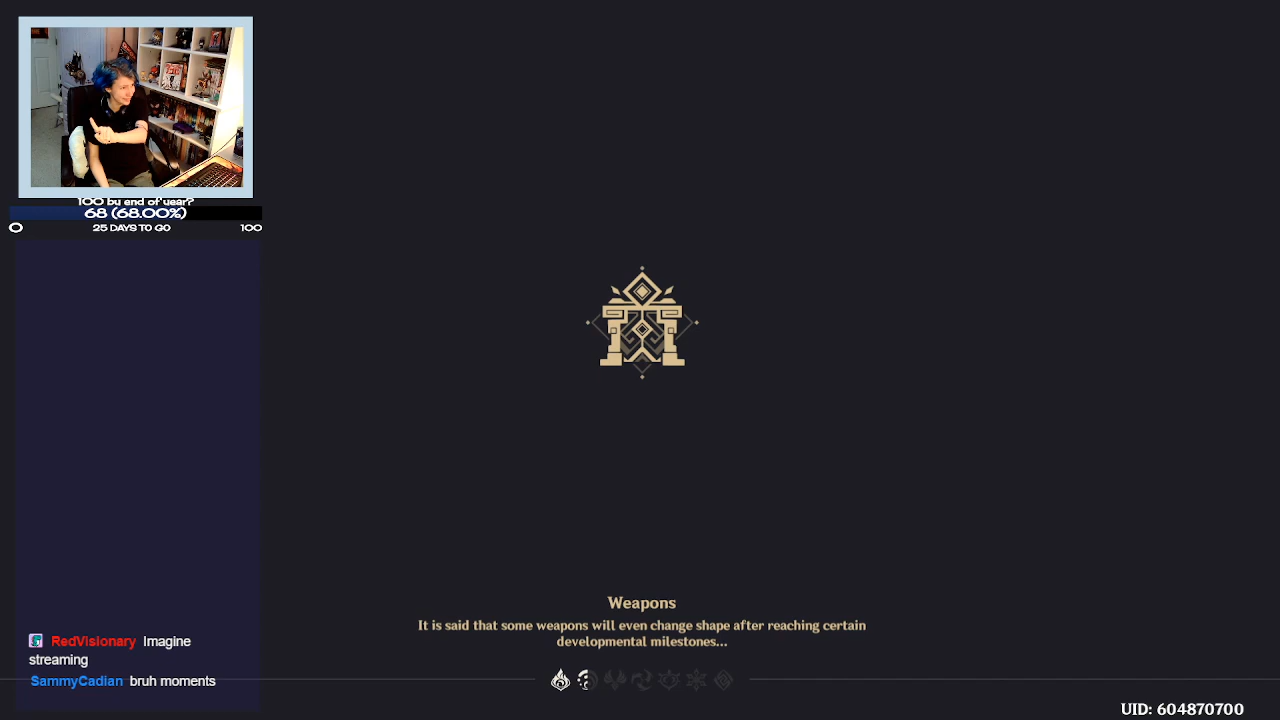 100 by end of year?
68 (68.00%)
0 25 DAYS TO GO 100
RedVisionary Imagine
streaming
SammyCadian bruh moments
Weapons
It is said that some weapons will even change shape after reaching certain
developmental milestones...
UID: 604870700